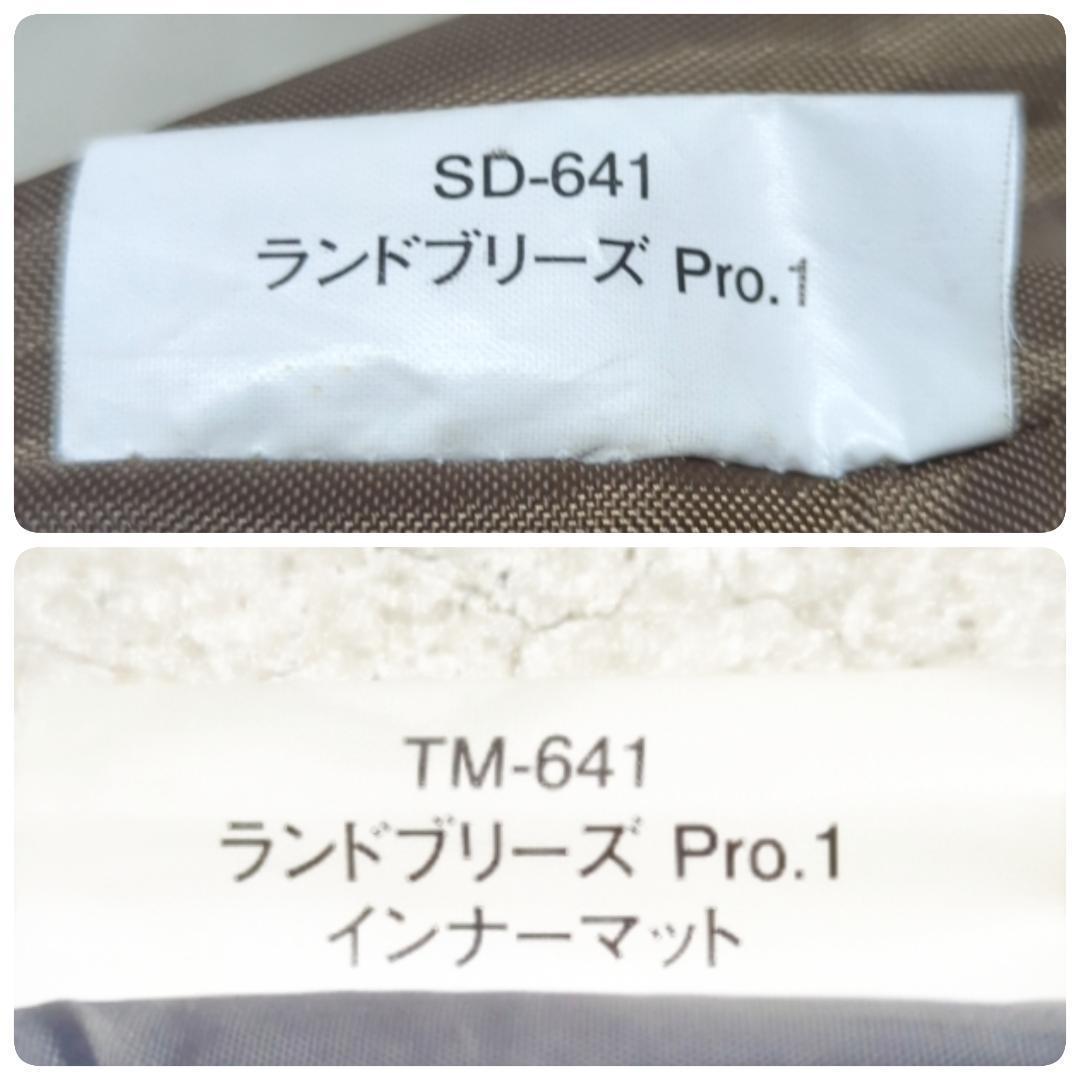 SD-641
ランドブリーズ Pro.1
TM-641
ランドブリーズ Pro.1
インナーマット